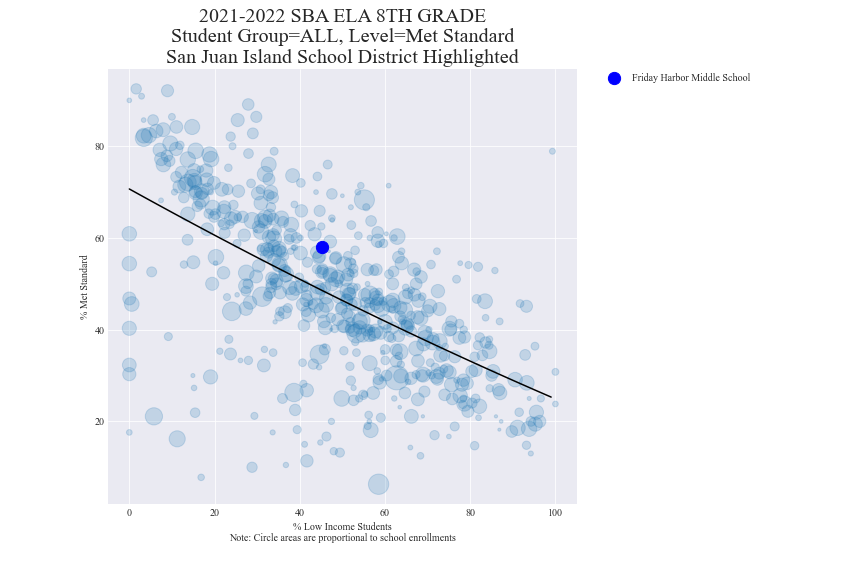 2021-2022 SBA ELA 8TH GRADE
Student Group=ALL, Level=Met Standard
San Juan Island School District Highlighted
Friday Harbor Middle School
% Met Standard
80
60
40
20
0 20 40 60 80 100
% Low Income Students
Note: Circle areas are proportional to school enrollments